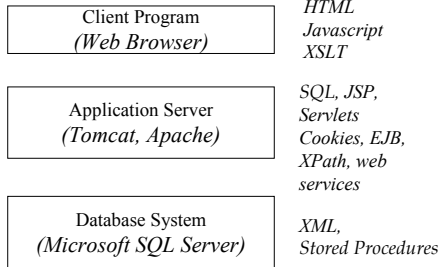 Client Program
(Web Browser)
HTML
Javascript
XSLT
Application Server
(Tomcat, Apache)
SQL, JSP,
Servlets
Cookies, EJB,
XPath, web
services
Database System
(Microsoft SQL Server)
XML,
Stored Procedures